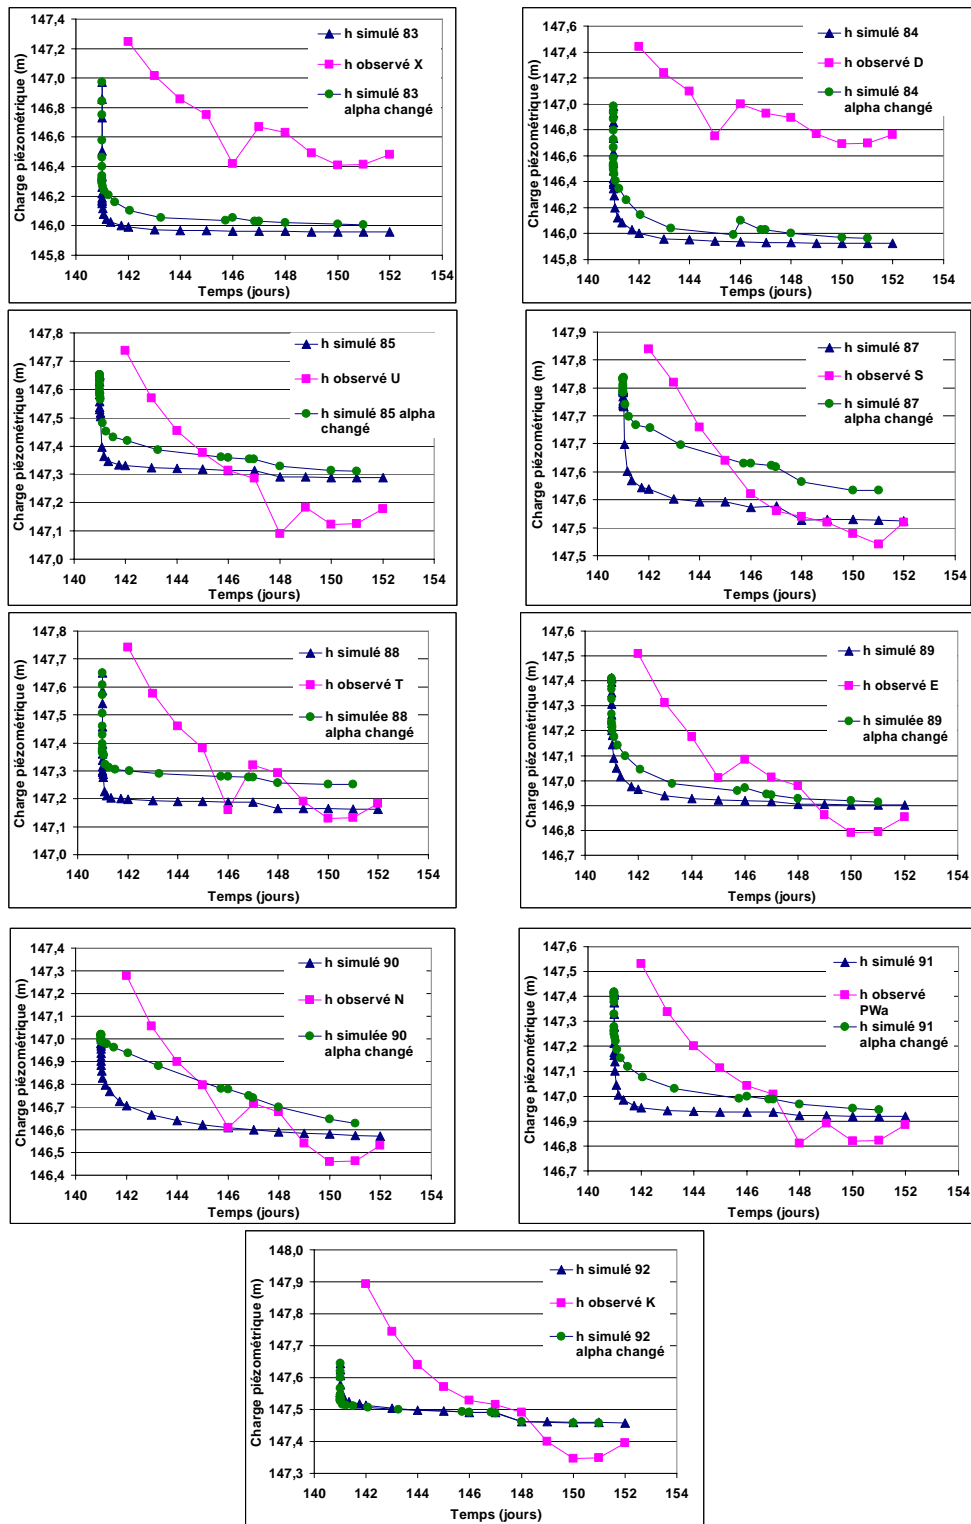 147,4
147,2
147,0
146,8
146,6
146,4
146,2
146,0
145,8
140 142 144 146 148 150 152 154
Charge piézométrique (m)
Temps (jours)
h simulé 83
h observé X
h simulé 83
alpha changé
147,6
147,4
147,2
147,0
146,8
146,6
146,4
146,2
146,0
145,8
140 142 144 146 148 150 152 154
Charge piézométrique (m)
Temps (jours)
h simulé 84
h observé D
h simulé 84
alpha changé
147,8
147,7
147,6
147,5
147,4
147,3
147,2
147,1
147,0
140 142 144 146 148 150 152 154
Charge piézométrique (m)
Temps (jours)
h simulé 85
h observé U
h simulé 85 alpha
changé
147,9
147,8
147,8
147,7
147,7
147,6
147,6
147,5
147,5
140 142 144 146 148 150 152 154
Charge piézométrique (m)
Temps (jours)
h simulé 87
h observé S
h simulé 87
alpha changé
147,8
147,7
147,6
147,5
147,4
147,3
147,2
147,1
147,0
140 142 144 146 148 150 152 154
Charge piézométrique (m)
Temps (jours)
h simulé 88
h observé T
h simulée 88
alpha changé
147,6
147,5
147,4
147,3
147,2
147,1
147,0
146,9
146,8
146,7
140 142 144 146 148 150 152 154
Charge piézométrique (m)
Temps (jours)
h simulé 89
h observé E
h simulée 89
alpha changé
147,4
147,3
147,2
147,1
147,0
146,9
146,8
146,7
146,6
146,5
146,4
140 142 144 146 148 150 152 154
Charge piézométrique (m)
Temps (jours)
h simulé 90
h observé N
h simulée 90
alpha changé
147,6
147,5
147,4
147,3
147,2
147,1
147,0
146,9
146,8
146,7
140 142 144 146 148 150 152 154
Charge piézométrique (m)
Temps (jours)
h simulé 91
h observé
PWa
h simulé 91
alpha changé
148,0
147,9
147,8
147,7
147,6
147,5
147,4
147,3
140 142 144 146 148 150 152 154
Charge piézométrique (m)
Temps (jours)
h simulé 92
h observé K
h simulé 92
alpha changé